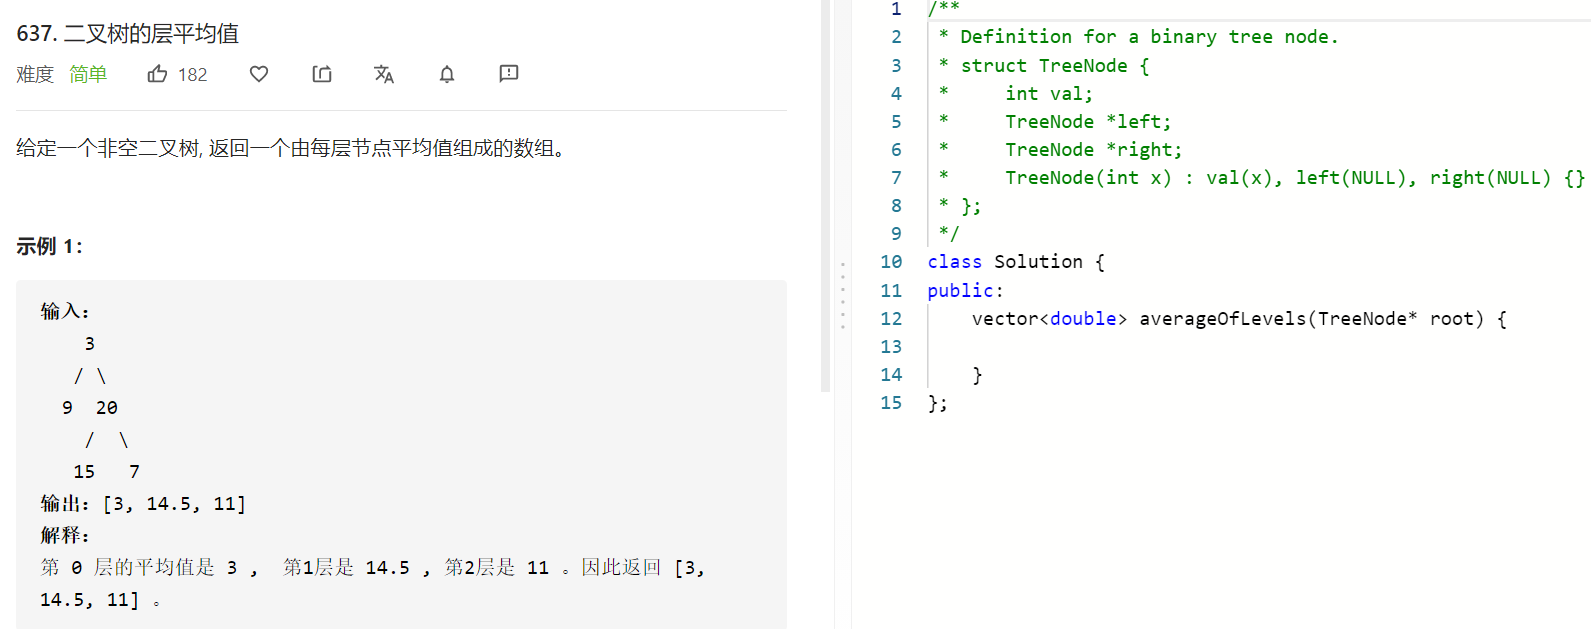 637. 二叉树的层平均值
难度 简单 182
给定一个非空二叉树, 返回一个由每层节点平均值组成的数组。
示例 1：
输入：
    3
   / \
  9  20
    /  \
   15   7
输出：[3, 14.5, 11]
解释：
第 0 层的平均值是 3 ,  第1层是 14.5 , 第2层是 11 。因此返回 [3,
14.5, 11] 。
1 /**
2  * Definition for a binary tree node.
3  * struct TreeNode {
4  *     int val;
5  *     TreeNode *left;
6  *     TreeNode *right;
7  *     TreeNode(int x) : val(x), left(NULL), right(NULL) {}
8  * };
9  */
10 class Solution {
11 public:
12     vector<double> averageOfLevels(TreeNode* root) {
13
14     }
15 };